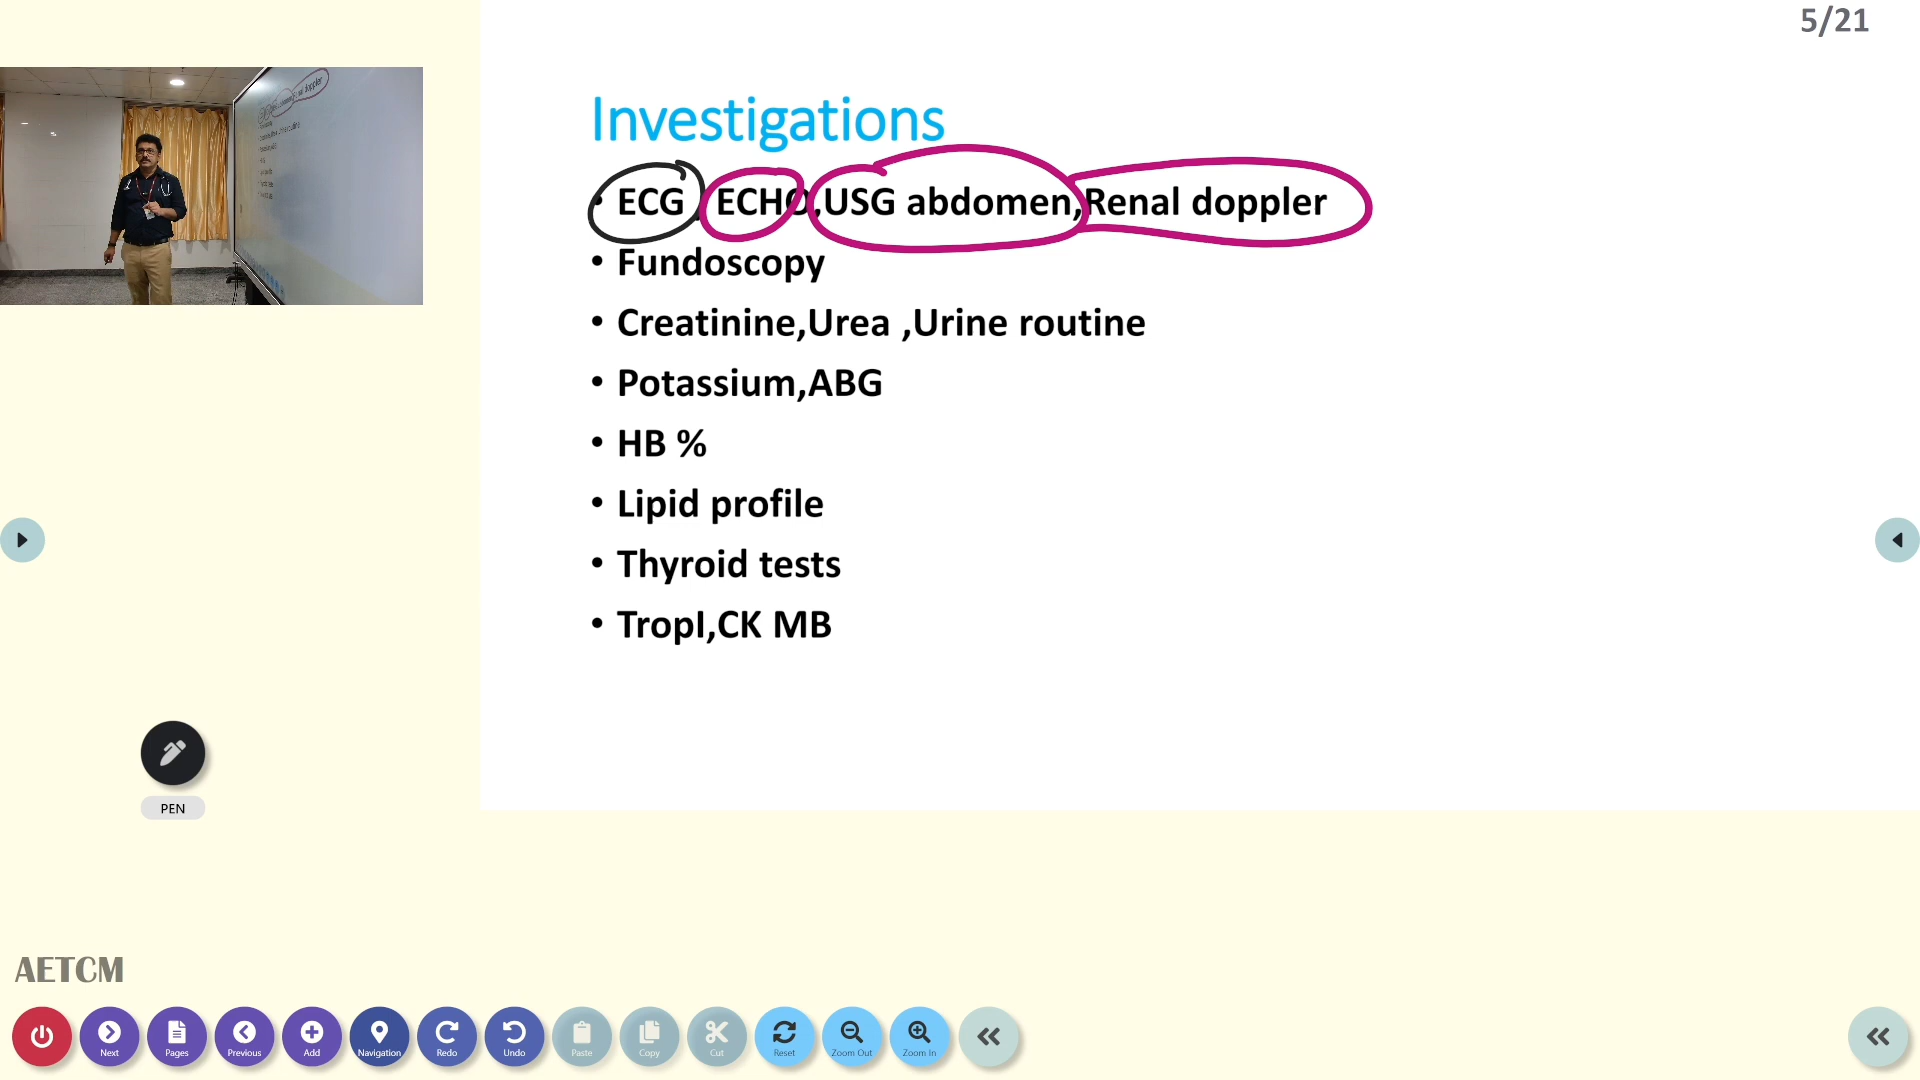 5/21
Investigations
• ECG , ECHO,USG abdomen,Renal doppler
• Fundoscopy
• Creatinine,Urea ,Urine routine
• Potassium,ABG
• HB %
• Lipid profile
• Thyroid tests
• TropI,CK MB
PEN
AETCM
Next Pages Previous Add Navigation Redo Undo Paste Copy Cut Reset Zoom Out Zoom In